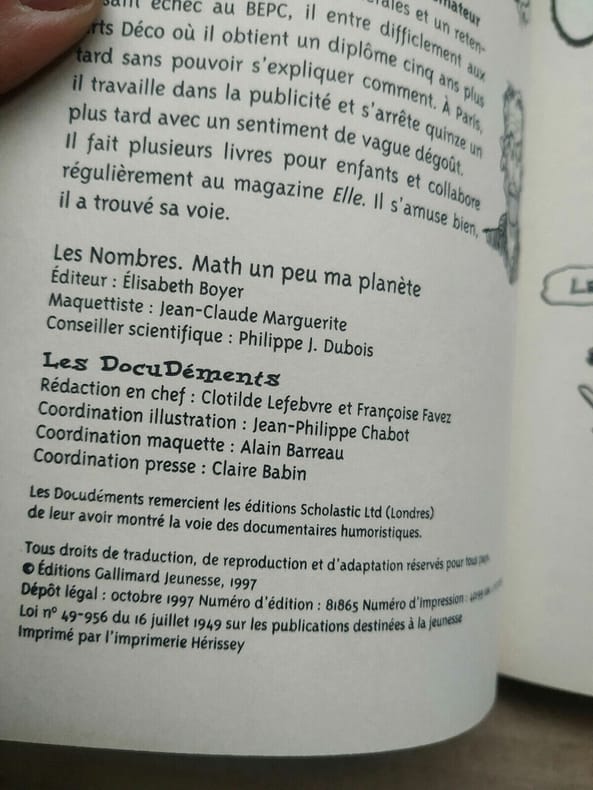 échec au BEPC, il entre difficlement aux
Arts Déco où il obtient un diplôme cinq ans plus
tard sans pouvoir s'expliquer comment. À Paris,
il travaille dans la publicité et s'arrête quinze un
plus tard avec un sentiment de vague dégoût.
Il fait plusieurs livres pour enfants et collabore
régulièrement au magazine Elle. Il s'amuse bien,
il a trouvé sa voie.
Les Nombres. Math un peu ma planète
Éditeur : Élisabeth Boyer
Maquettiste : Jean-Claude Marguerite
Conseiller scientifique : Philippe J. Dubois
Les DocuDéments
Rédaction en chef : Clotilde Lefebvre et Françoise Favez
Coordination illustration : Jean-Philippe Chabot
Coordination maquette : Alain Barreau
Coordination presse : Claire Babin
Les Docudéments remercient les éditions Scholastic Ltd (Londres)
de leur avoir montré la voie des documentaires humoristiques.
Tous droits de traduction, de reproduction et d'adaptation réservés pour tous pays.
© Éditions Gallimard Jeunesse, 1997
Dépôt légal : octobre 1997 Numéro d'édition : 81865 Numéro d'impression :
Loi nº 49-956 du 16 juillet 1949 sur les publications destinées à la jeunesse
Imprimé par l'imprimerie Hérissey